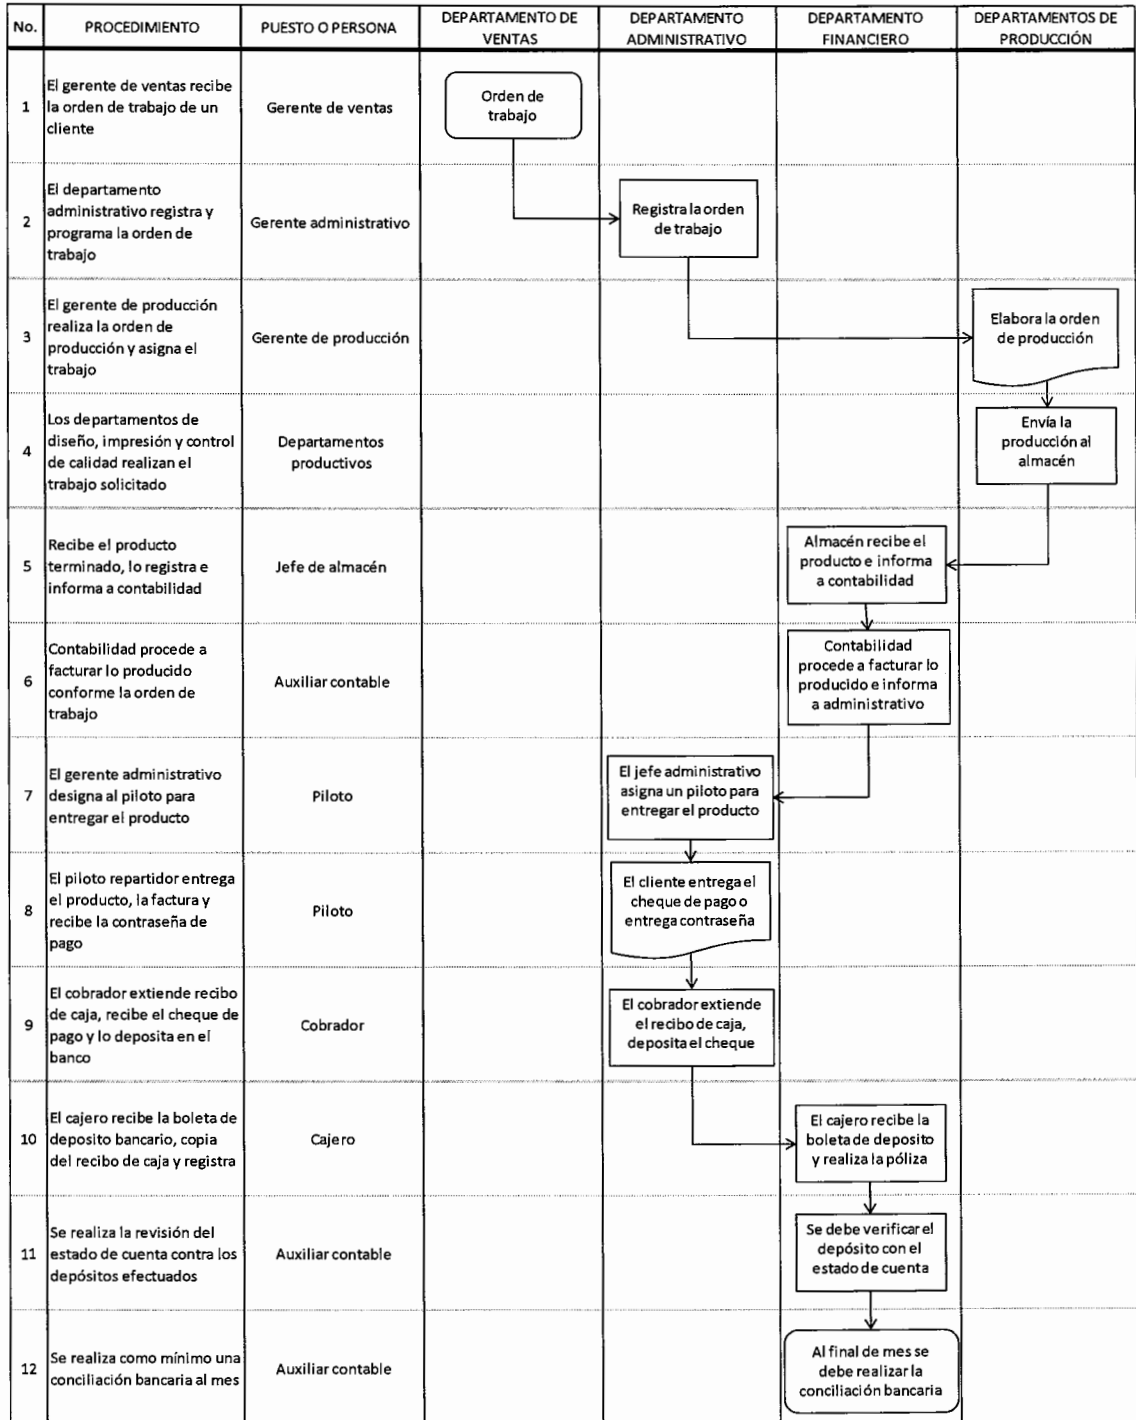 No.
PROCEDIMIENTO
PUESTO O PERSONA
DEPARTAMENTO DE
VENTAS
DEPARTAMENTO
ADMINISTRATIVO
DEPARTAMENTO
FINANCIERO
DEPARTAMENTOS DE
PRODUCCIÓN
1
El gerente de ventas recibe
la orden de trabajo de un
cliente
Gerente de ventas
Orden de
trabajo
2
El departamento
administrativo registra y
programa la orden de
trabajo
Gerente administrativo
Registra la orden
de trabajo
3
El gerente de producción
realiza la orden de
producción y asigna el
trabajo
Gerente de producción
Elabora la orden
de producción
4
Los departamentos de
diseño, impresión y control
de calidad realizan el
trabajo solicitado
Departamentos
productivos
Envía la
producción al
almacén
5
Recibe el producto
terminado, lo registra e
informa a contabilidad
Jefe de almacén
Almacén recibe el
producto e informa
a contabilidad
6
Contabilidad procede a
facturar lo producido
conforme la orden de
trabajo
Auxiliar contable
Contabilidad
procede a facturar lo
producido e informa
a administrativo
7
El gerente administrativo
designa al piloto para
entregar el producto
Piloto
El jefe administrativo
asigna un piloto para
entregar el producto
8
El piloto repartidor entrega
el producto, la factura y
recibe la contraseña de
pago
Piloto
El cliente entrega el
cheque de pago o
entrega contraseña
9
El cobrador extiende recibo
de caja, recibe el cheque de
pago y lo deposita en el
banco
Cobrador
El cobrador extiende
el recibo de caja,
deposita el cheque
10
El cajero recibe la boleta de
deposito bancario, copia
del recibo de caja y registra
Cajero
El cajero recibe la
boleta de deposito
y realiza la póliza
11
Se realiza la revisión del
estado de cuenta contra los
depósitos efectuados
Auxiliar contable
Se debe verificar el
depósito con el
estado de cuenta
12
Se realiza como mínimo una
conciliación bancaria al mes
Auxiliar contable
Al final de mes se
debe realizar la
conciliación bancaria